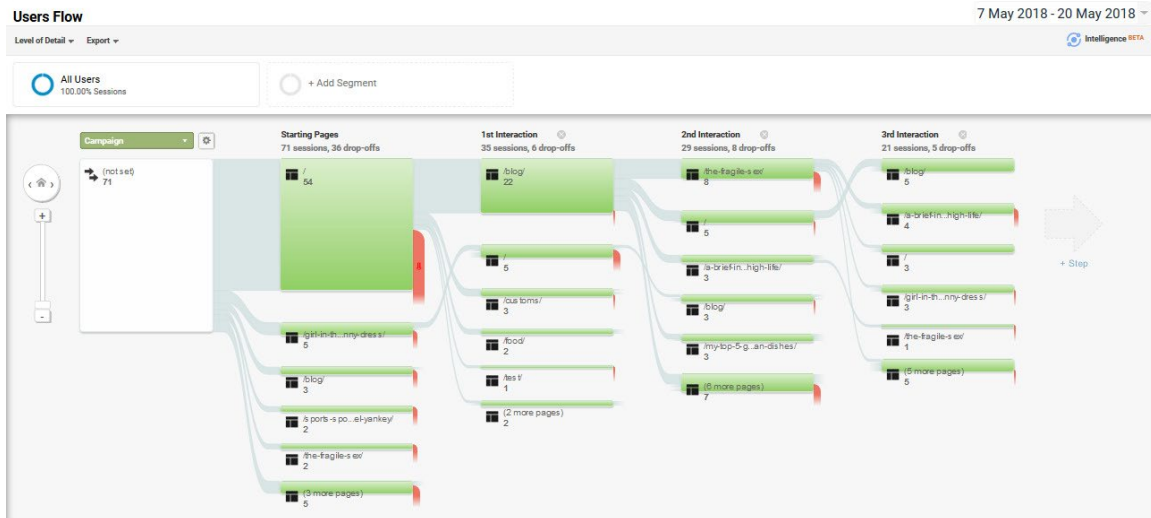 Users Flow
7 May 2018 - 20 May 2018
Level of Detail
Export
Intelligence BETA
All Users
100.00% Sessions
+ Add Segment
Campaign
(not set)
71
Starting Pages
71 sessions, 36 drop-offs
/
54
/girl-in-th...nny-dress/
5
/blog/
3
/sports-spo...el-yankey/
2
/the-fragile-sex/
2
(3 more pages)
5
1st Interaction
35 sessions, 6 drop-offs
/blog/
22
/
5
/customs/
3
/food/
2
/test/
1
(2 more pages)
2
2nd Interaction
29 sessions, 8 drop-offs
/the-fragile-sex/
8
/
5
/a-brief-in...high-life/
3
/blog/
3
/my-top-5-g...an-dishes/
3
(6 more pages)
7
3rd Interaction
21 sessions, 5 drop-offs
/blog/
5
/a-brief-in...high-life/
4
/
3
/girl-in-th...nny-dress/
3
/the-fragile-sex/
1
(5 more pages)
5
+ Step